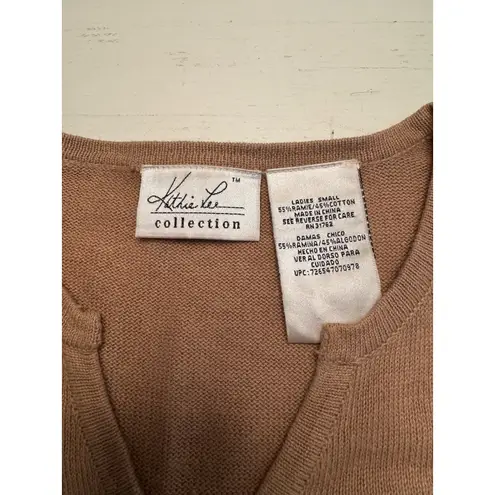 Kathie Lee ™
collection
LADIES SMALL
55%RAMIE/45%COTTON
MADE IN CHINA
SEE REVERSE FOR CARE
RN 31762
DAMAS CHICO
55%RAMINA/45%ALGODON
HECHO EN CHINA
VER AL DORSO PARA
CUIDADO
UPC:726547070978